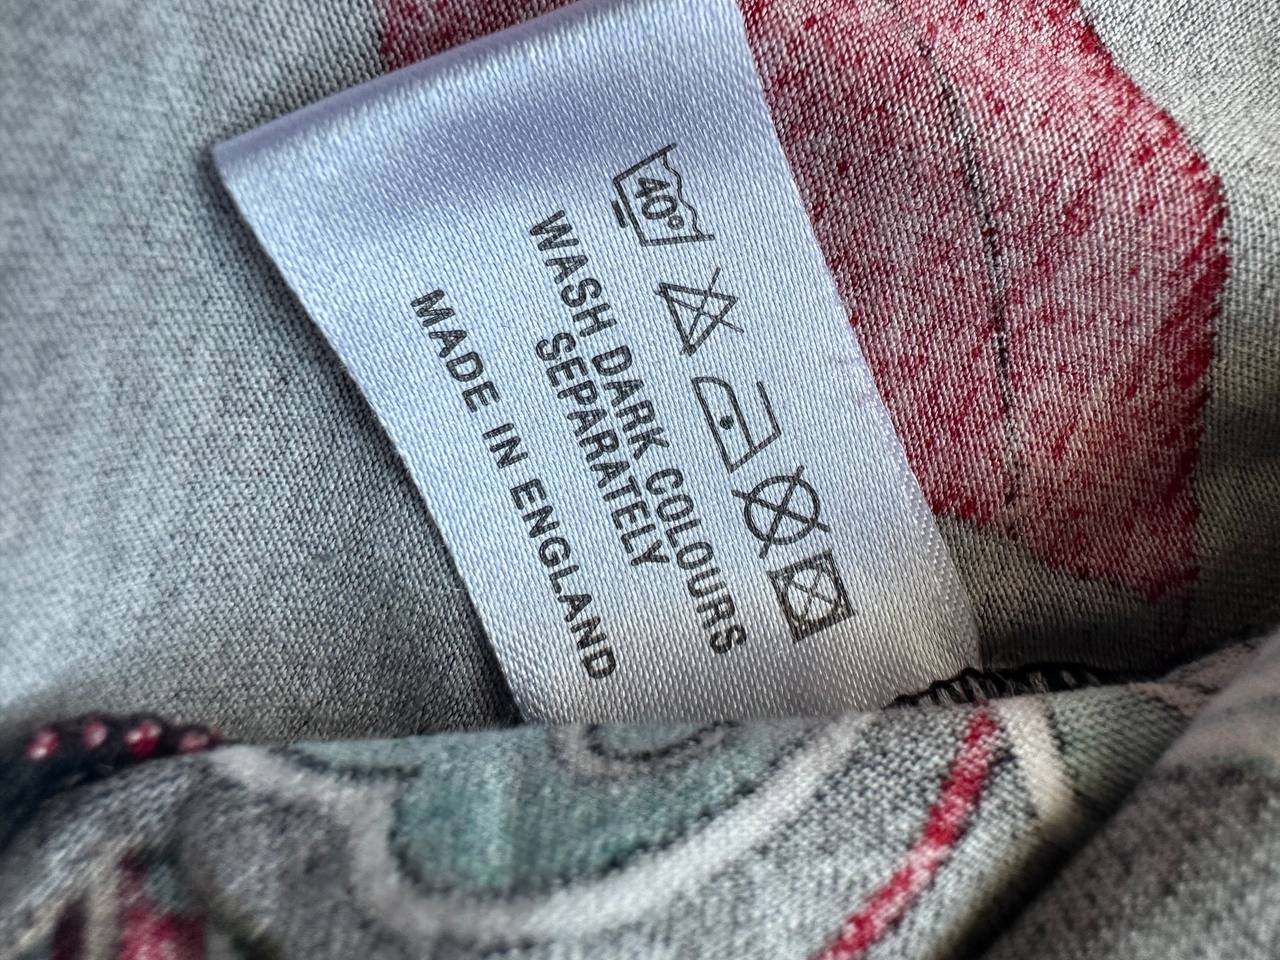 40°
WASH DARK COLOURS
SEPARATELY
MADE IN ENGLAND